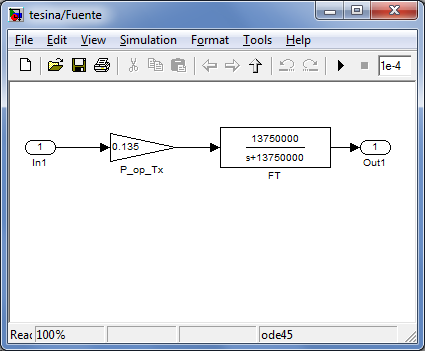 tesina/Fuente
File Edit View Simulation Format Tools Help
1e-4
1
In1
0.135
P_op_Tx
13750000
s+13750000
FT
1
Out1
100%
ode45